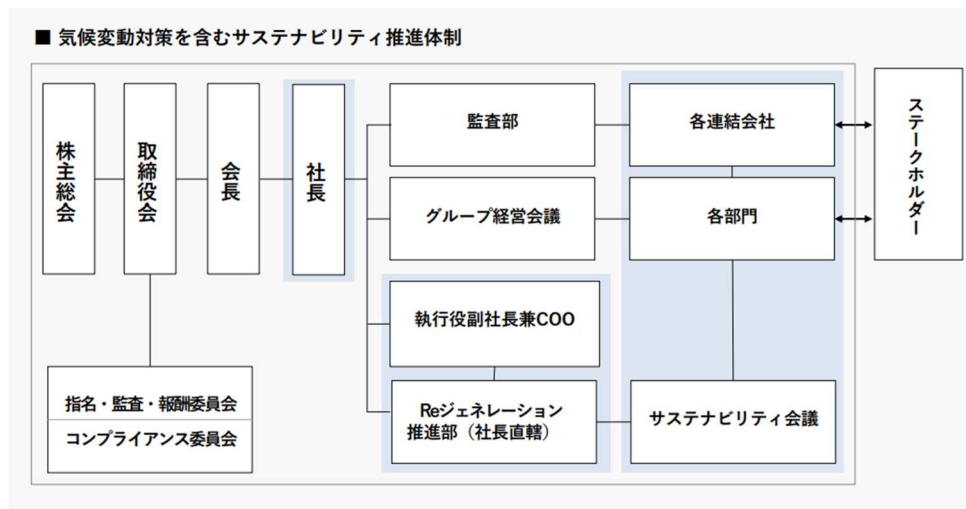 ■ 気候変動対策を含むサステナビリティ推進体制
株主総会
取締役会
会長
社長
監査部
各連結会社
ステークホルダー
グループ経営会議
各部門
執行役副社長兼COO
指名・監査・報酬委員会
コンプライアンス委員会
Reジェネレーション
推進部（社長直轄）
サステナビリティ会議